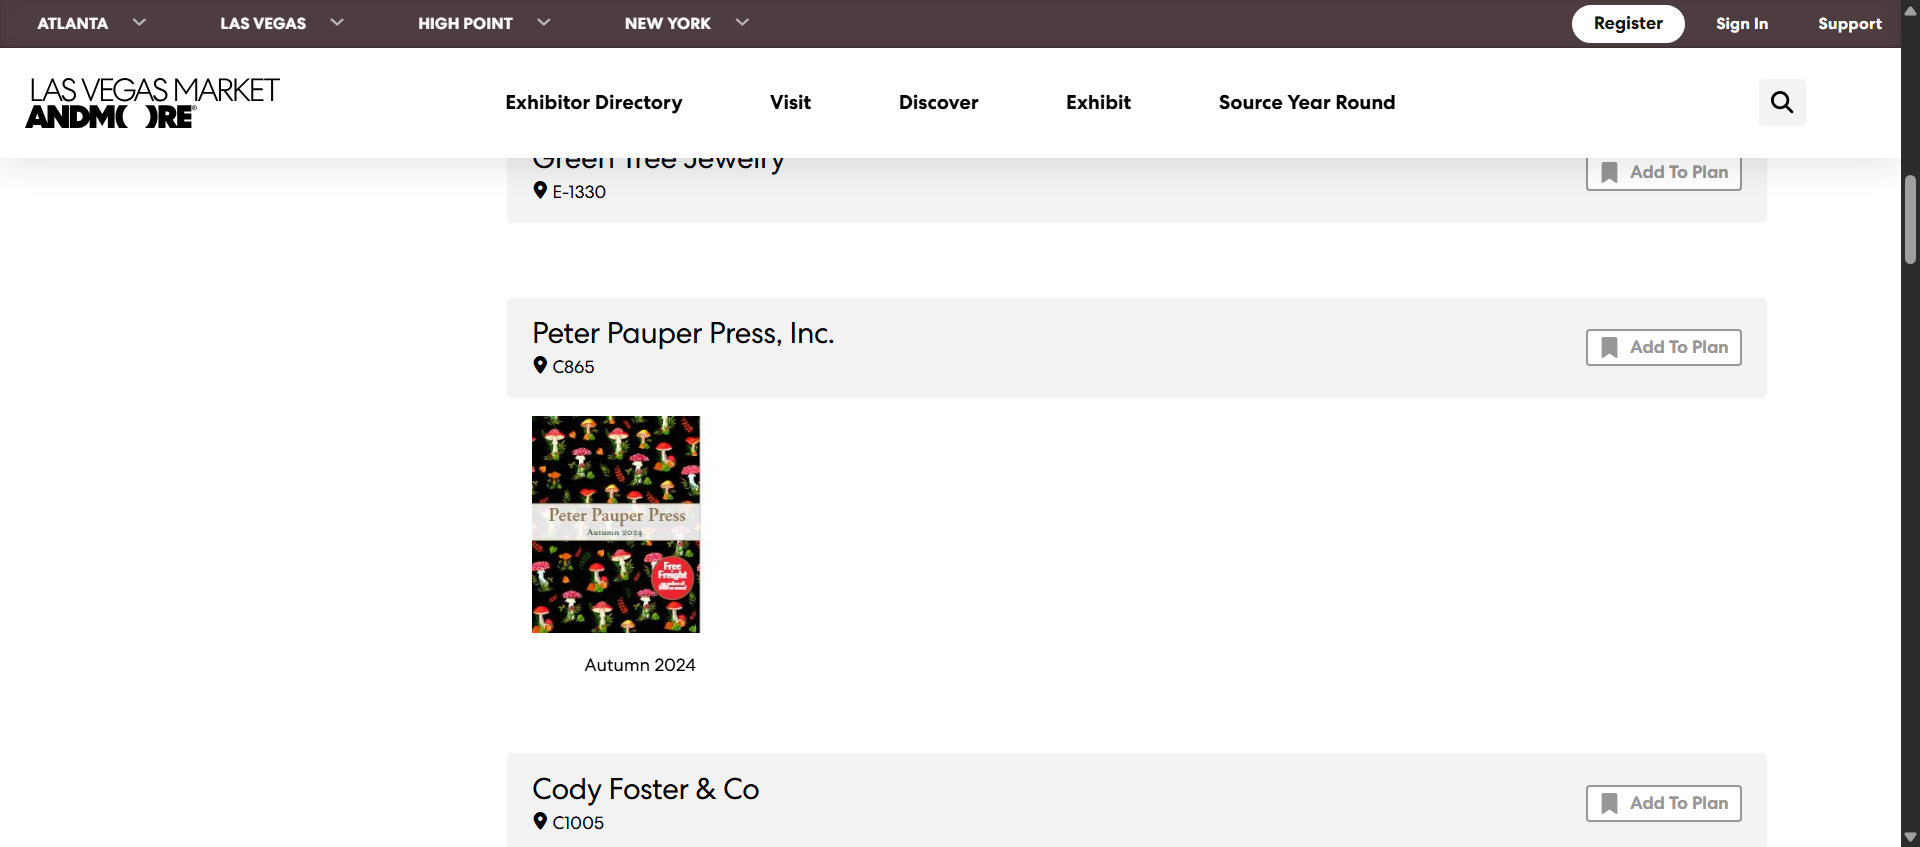 ATLANTA LAS VEGAS HIGH POINT NEW YORK Register Sign In Support
LAS VEGAS MARKET
ANDM( )RE®
Exhibitor Directory Visit Discover Exhibit Source Year Round
Green Tree Jewelry
E-1330
Add To Plan
Peter Pauper Press, Inc.
C865
Add To Plan
Peter Pauper Press
Autumn 2024
Free
Freight
Autumn 2024
Cody Foster & Co
C1005
Add To Plan